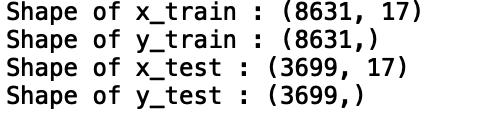 Shape of x_train : (8631, 17)
Shape of y_train : (8631,)
Shape of x_test : (3699, 17)
Shape of y_test : (3699,)